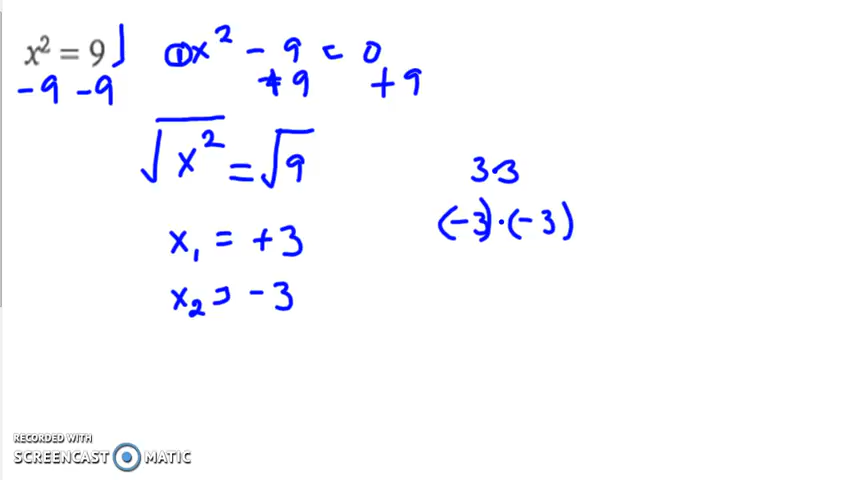 x² = 9
-9 -9
①x² - 9 = 0
+9 +9
√x² = √9
x₁ = +3
x₂ = -3
3·3
(-3)·(-3)
RECORDED WITH
SCREENCAST MATIC